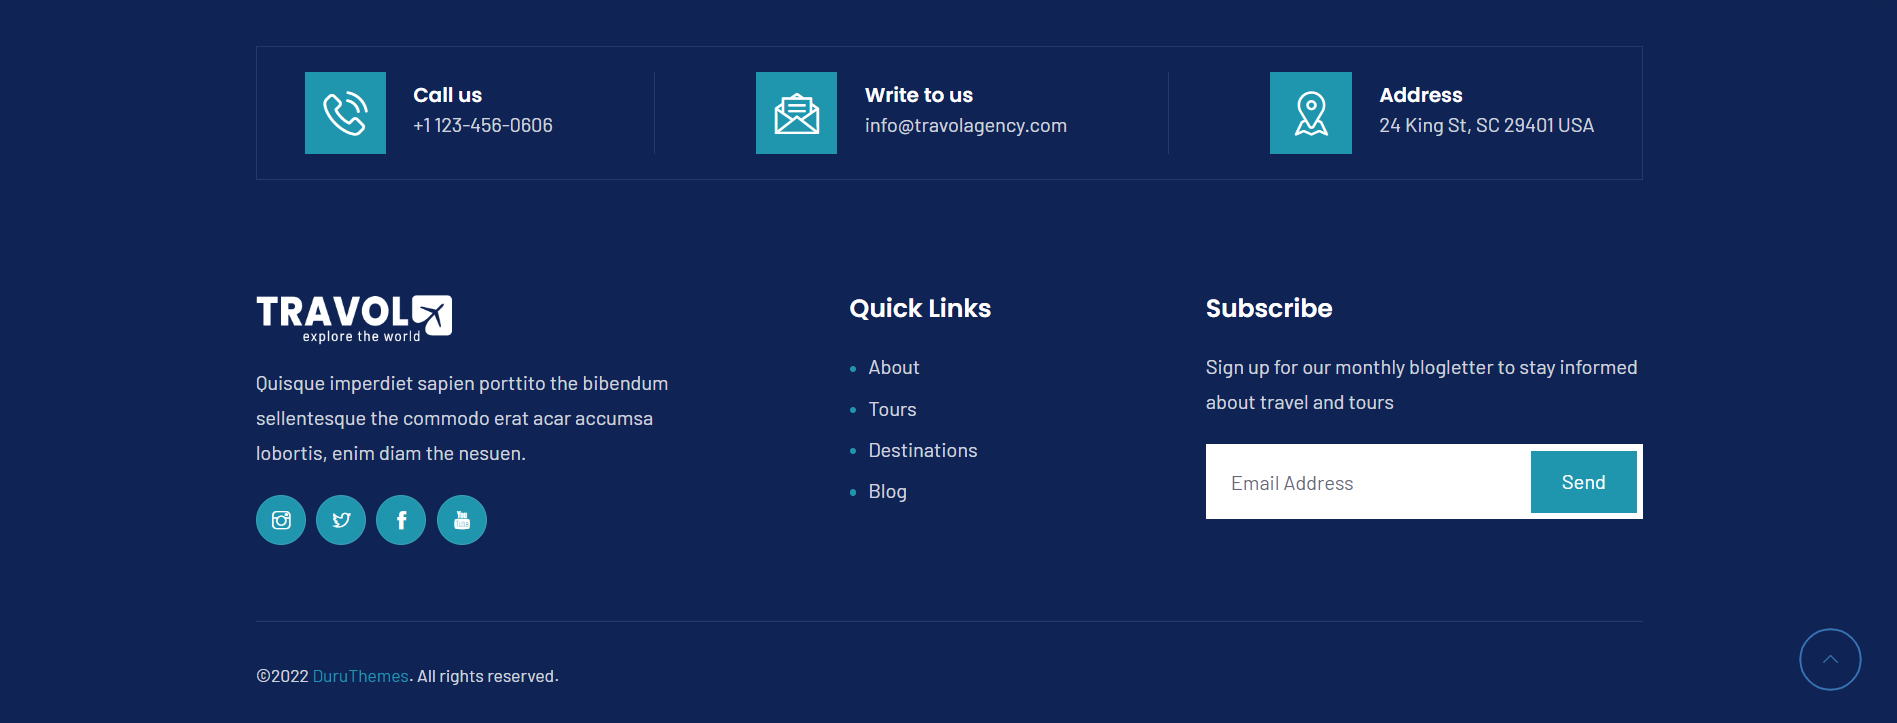 Call us
+1 123-456-0606
Write to us
info@travolagency.com
Address
24 King St, SC 29401 USA
TRAVOL
explore the world
Quisque imperdiet sapien porttito the bibendum
sellentesque the commodo erat acar accumsa
lobortis, enim diam the nesuen.
You
Tube
Quick Links
About
Tours
Destinations
Blog
Subscribe
Sign up for our monthly blogletter to stay informed
about travel and tours
Email Address
Send
©2022 DuruThemes. All rights reserved.